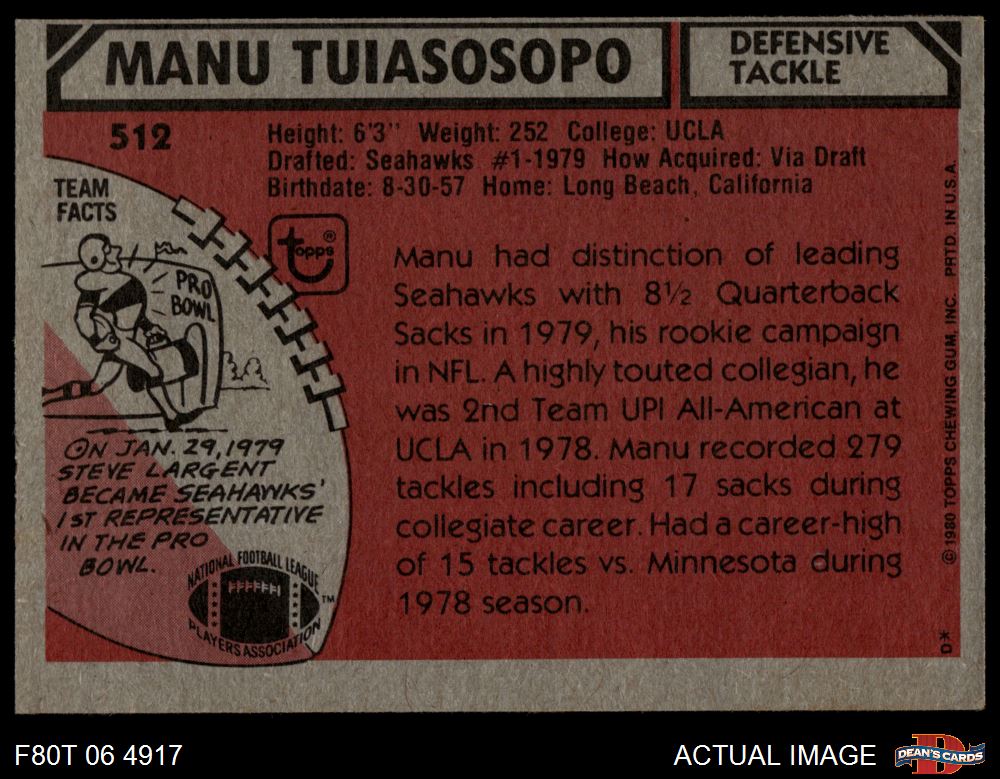 MANU TUIASOSOPO
DEFENSIVE
TACKLE
512
Height: 6'3" Weight: 252 College: UCLA
Drafted: Seahawks #1-1979 How Acquired: Via Draft
Birthdate: 8-30-57 Home: Long Beach, California
TEAM
FACTS
PRO
BOWL
ON JAN. 29, 1979
STEVE LARGENT
BECAME SEAHAWKS'
1ST REPRESENTATIVE
IN THE PRO
BOWL.
NATIONAL FOOTBALL LEAGUE
PLAYERS ASSOCIATION
TM
topps®
Manu had distinction of leading
Seahawks with 8½ Quarterback
Sacks in 1979, his rookie campaign
in NFL. A highly touted collegian, he
was 2nd Team UPI All-American at
UCLA in 1978. Manu recorded 279
tackles including 17 sacks during
collegiate career. Had a career-high
of 15 tackles vs. Minnesota during
1978 season.
©1980 TOPPS CHEWING GUM, INC. PRTD. IN U.S.A.
D*
F80T 06 4917
ACTUAL IMAGE
DEAN'S CARDS